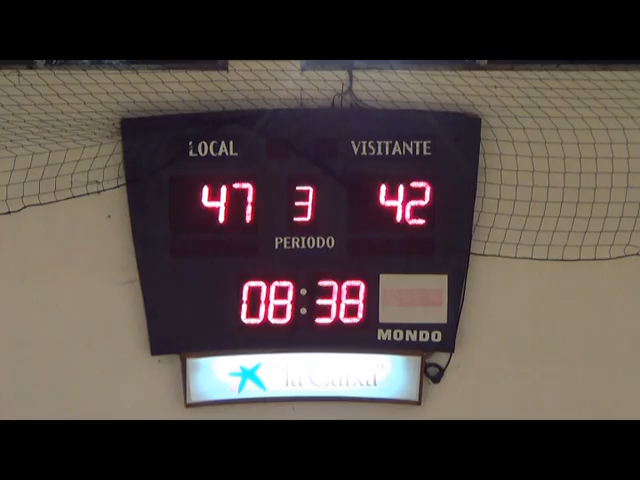 LOCAL VISITANTE
47 3 42
PERIODO
08:38
MONDO
"la Caixa"